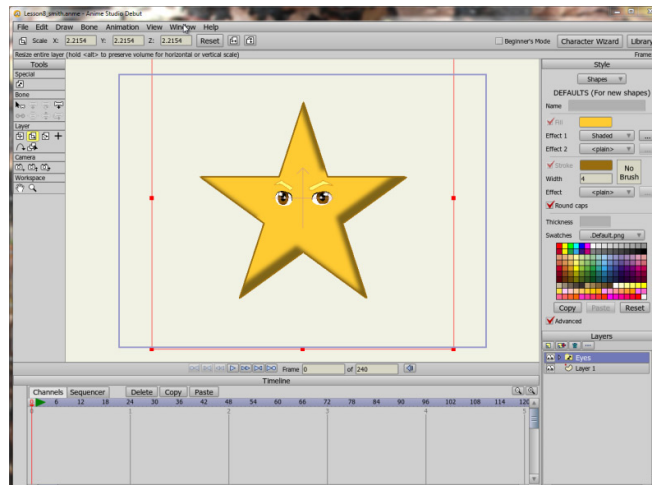 Lesson3_smith.anme - Anime Studio Debut
File Edit Draw Bone Animation View Window Help
Scale X: 2.2154 Y: 2.2154 Z: 2.2154 Reset Beginner's Mode Character Wizard Library
Resize entire layer (hold <alt> to preserve volume for horizontal or vertical scale) Frame
Tools
Special
Bone
Layer
Camera
Workspace
Style
Shapes
DEFAULTS (For new shapes)
Name
Fill
Effect 1 Shaded ...
Effect 2 <plain> ...
Stroke
No Brush
Width 4
Effect <plain> ...
Round caps
Thickness
Swatches .Default.png
Copy Paste Reset
Advanced
Layers
Eyes
Layer 1
Frame 0 of 240
Timeline
Channels Sequencer Delete Copy Paste
0 6 12 18 24 30 36 42 48 54 60 66 72 78 84 90 96 102 108 114 120
0 1 2 3 4 5